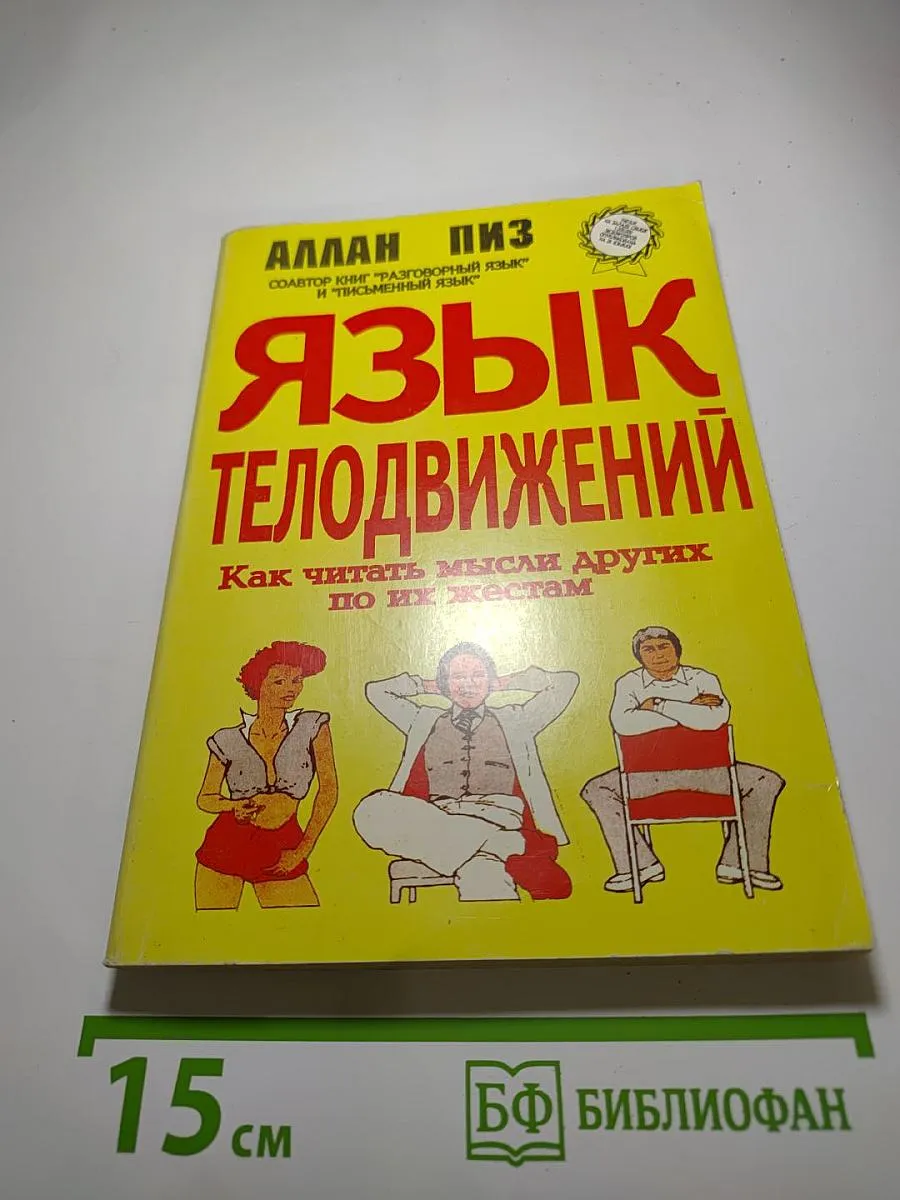 АЛЛАН ПИЗ
СОАВТОР КНИГ "РАЗГОВОРНЫЙ ЯЗЫК"
И "ПИСЬМЕННЫЙ ЯЗЫК"
ЯЗЫК
ТЕЛОДВИЖЕНИЙ
Как читать мысли других
по их жестам
15 см
БФ БИБЛИОФАН